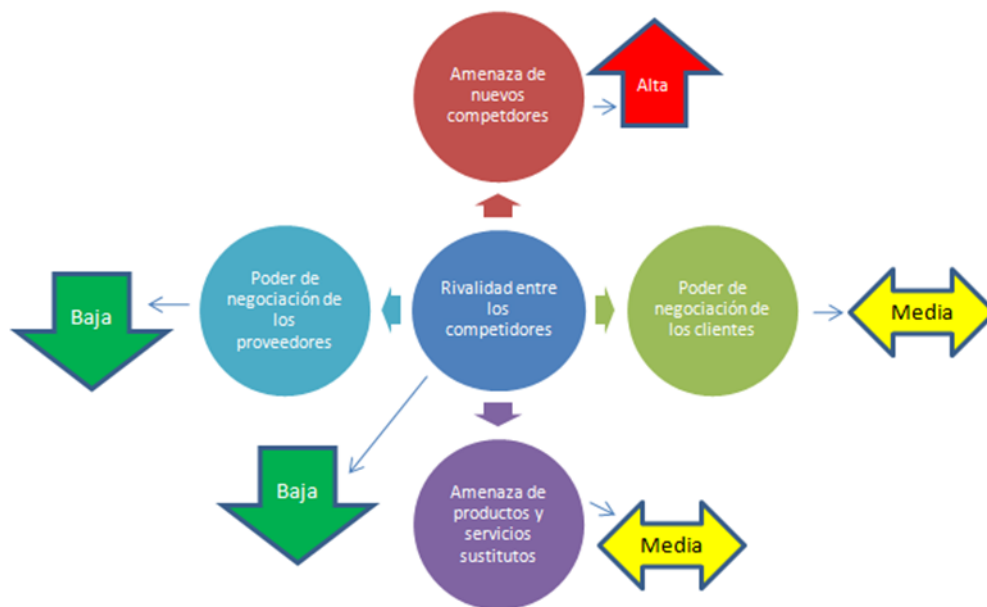 Amenaza de
nuevos
competdores
Alta
Poder de
negociación de
los
proveedores
Baja
Rivalidad entre
los
competidores
Poder de
negociación de
los clientes
Media
Baja
Amenaza de
productos y
servicios
sustitutos
Media